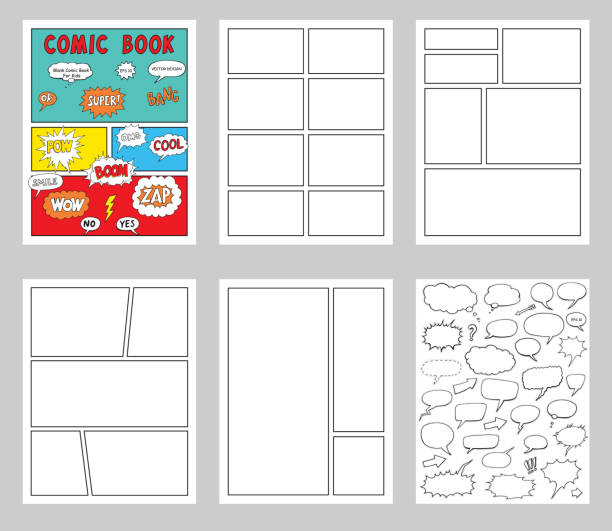 COMIC BOOK
Blank Comic Book
For Kids
EPS 10
VECTOR DESIGN!
Oh
SUPER!
BANG
POW
OMG
COOL
BOOM
SMILE
WOW
ZAP
NO
YES
EPS 10
?
!!!